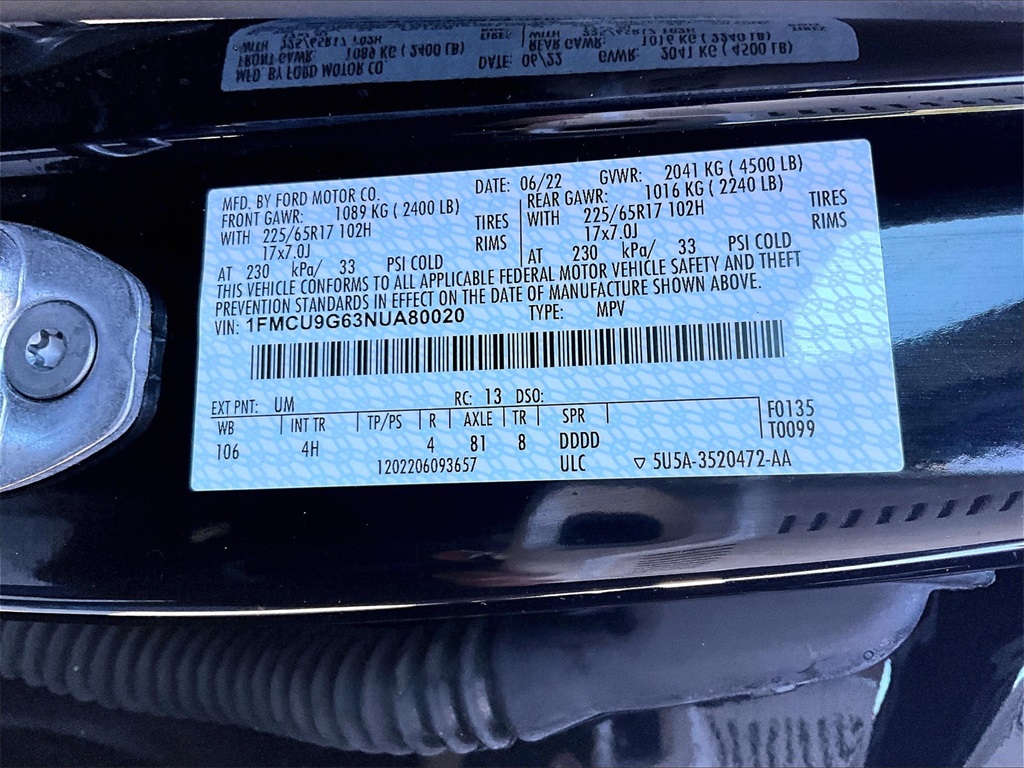 MFD. BY FORD MOTOR CO. DATE: 06/22 GVWR: 2041 KG ( 4500 LB)
FRONT GAWR: 1089 KG ( 2400 LB) REAR GAWR: 1016 KG ( 2240 LB)
WITH 225/65R17 102H TIRES WITH 225/65R17 102H TIRES
17x7.0J RIMS 17x7.0J RIMS
AT 230 kPa/ 33 PSI COLD AT 230 kPa/ 33 PSI COLD
THIS VEHICLE CONFORMS TO ALL APPLICABLE FEDERAL MOTOR VEHICLE SAFETY AND THEFT
PREVENTION STANDARDS IN EFFECT ON THE DATE OF MANUFACTURE SHOWN ABOVE.
VIN: 1FMCU9G63NUA80020 TYPE: MPV
EXT PNT: UM RC: 13 DSO:
WB INT TR TP/PS R AXLE TR SPR F0135
106 4H 4 81 8 DDDD T0099
1202206093657 ULC ▽ 5U5A-3520472-AA